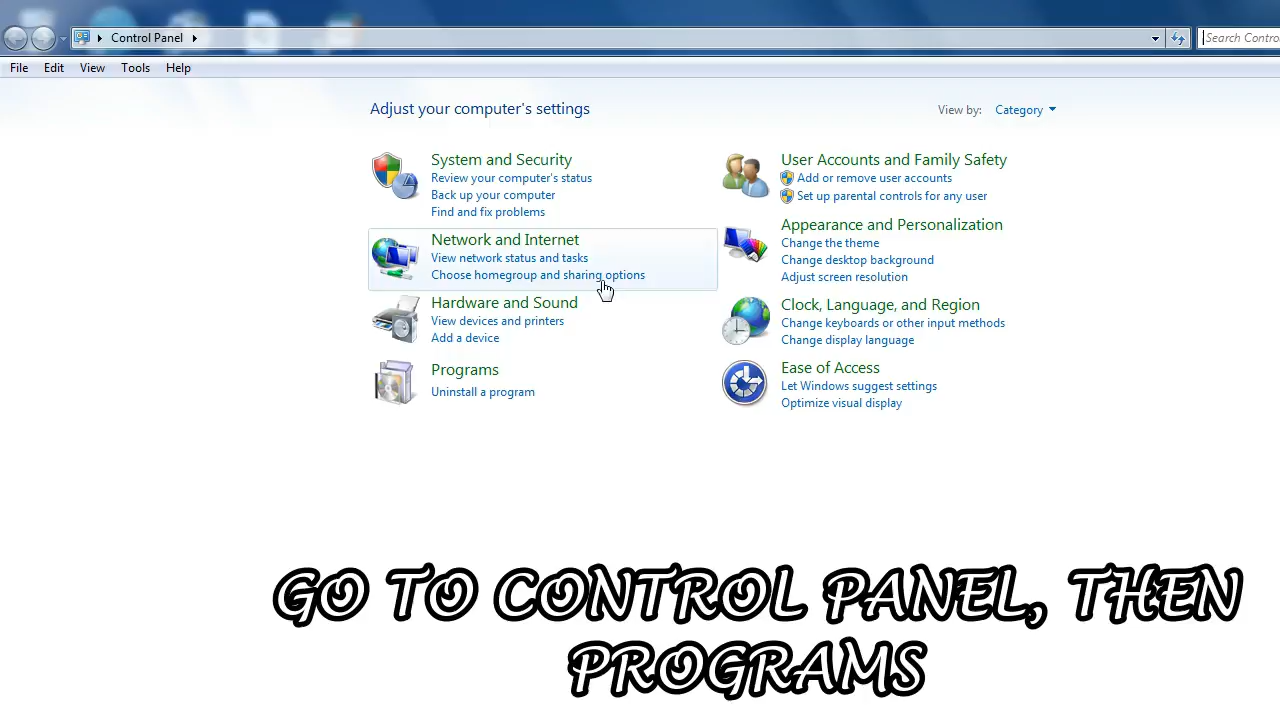 Control Panel
Search Contro
File Edit View Tools Help
Adjust your computer's settings
View by: Category
System and Security
Review your computer's status
Back up your computer
Find and fix problems
Network and Internet
View network status and tasks
Choose homegroup and sharing options
Hardware and Sound
View devices and printers
Add a device
Programs
Uninstall a program
User Accounts and Family Safety
Add or remove user accounts
Set up parental controls for any user
Appearance and Personalization
Change the theme
Change desktop background
Adjust screen resolution
Clock, Language, and Region
Change keyboards or other input methods
Change display language
Ease of Access
Let Windows suggest settings
Optimize visual display
GO TO CONTROL PANEL, THEN
PROGRAMS